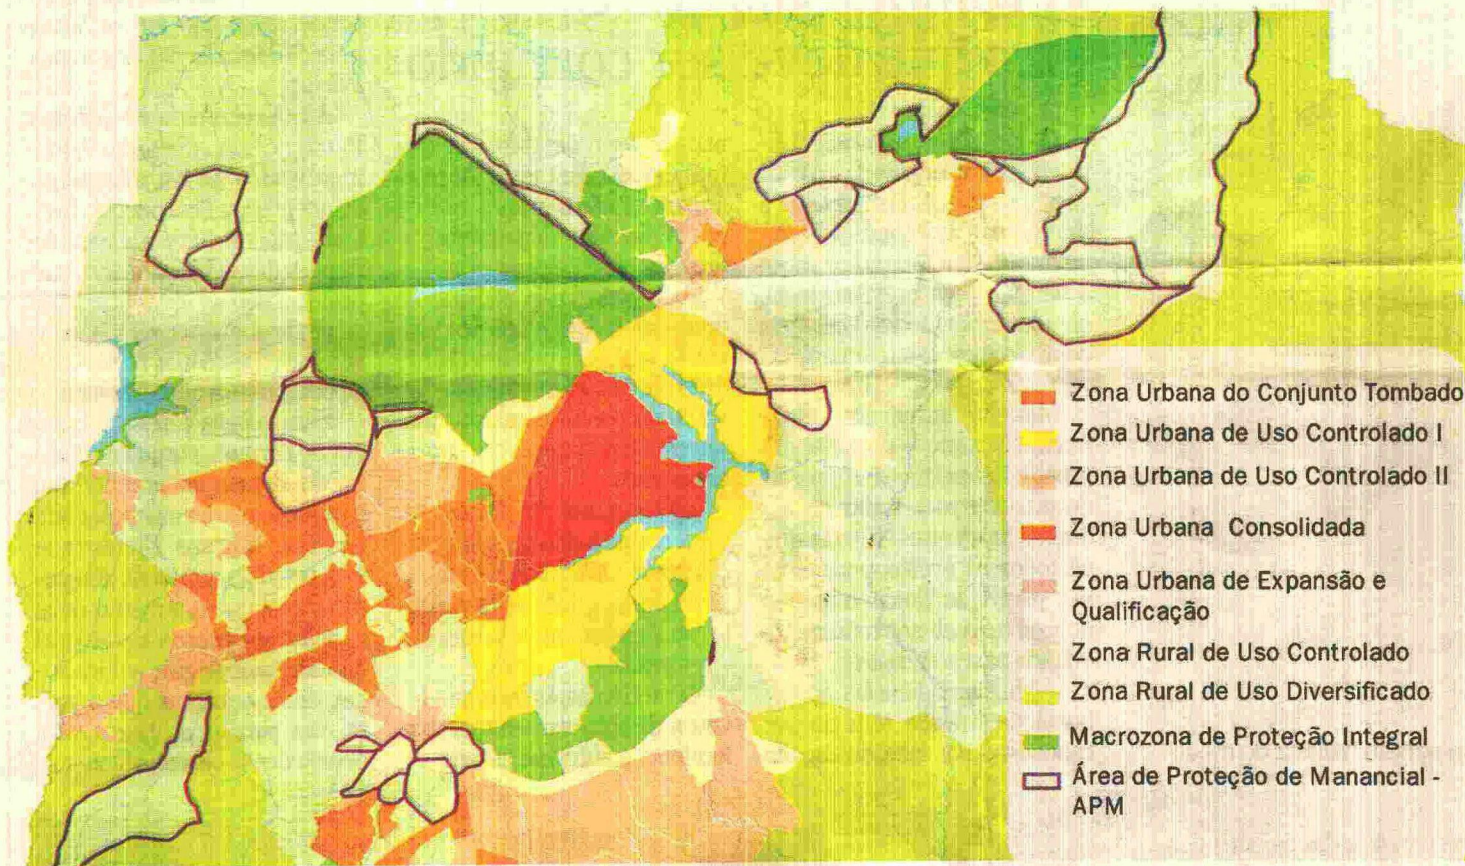 Zona Urbana do Conjunto Tombado
Zona Urbana de Uso Controlado I
Zona Urbana de Uso Controlado II
Zona Urbana Consolidada
Zona Urbana de Expansão e
Qualificação
Zona Rural de Uso Controlado
Zona Rural de Uso Diversificado
Macrozona de Proteção Integral
Área de Proteção de Manancial -
APM